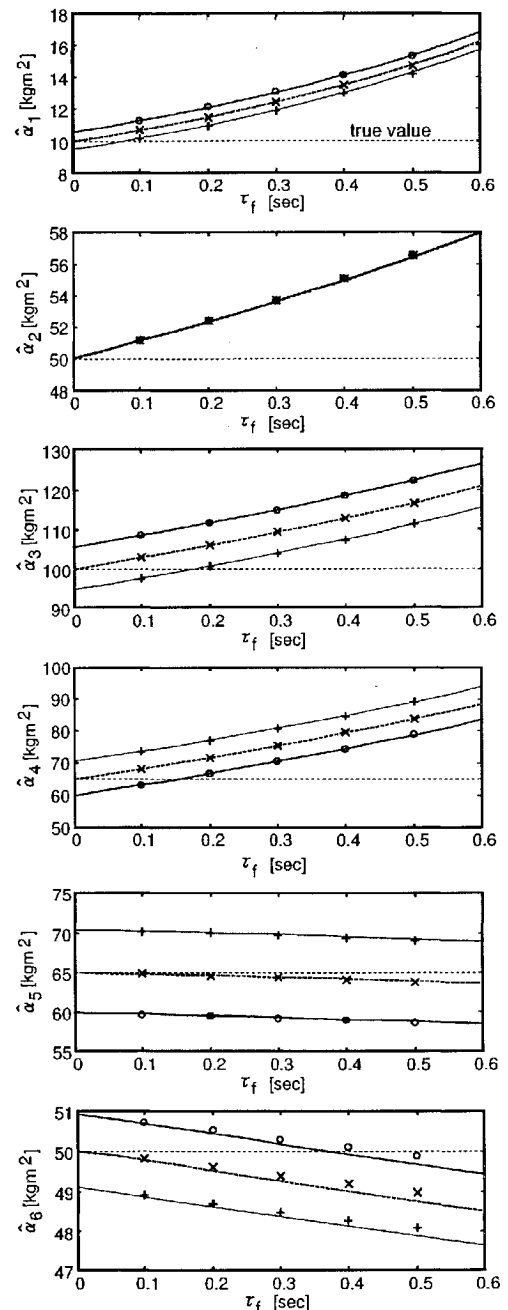 18
16
14
12
10
8
α̂1 [kgm2]
true value
0 0.1 0.2 0.3 0.4 0.5 0.6
τf [sec]
58
56
54
52
50
48
α̂2 [kgm2]
0 0.1 0.2 0.3 0.4 0.5 0.6
τf [sec]
130
120
110
100
90
α̂3 [kgm2]
0 0.1 0.2 0.3 0.4 0.5 0.6
τf [sec]
100
90
80
70
60
50
α̂4 [kgm2]
0 0.1 0.2 0.3 0.4 0.5 0.6
τf [sec]
75
70
65
60
55
α̂5 [kgm2]
0 0.1 0.2 0.3 0.4 0.5 0.6
τf [sec]
51
50
49
48
47
α̂6 [kgm2]
0 0.1 0.2 0.3 0.4 0.5 0.6
τf [sec]